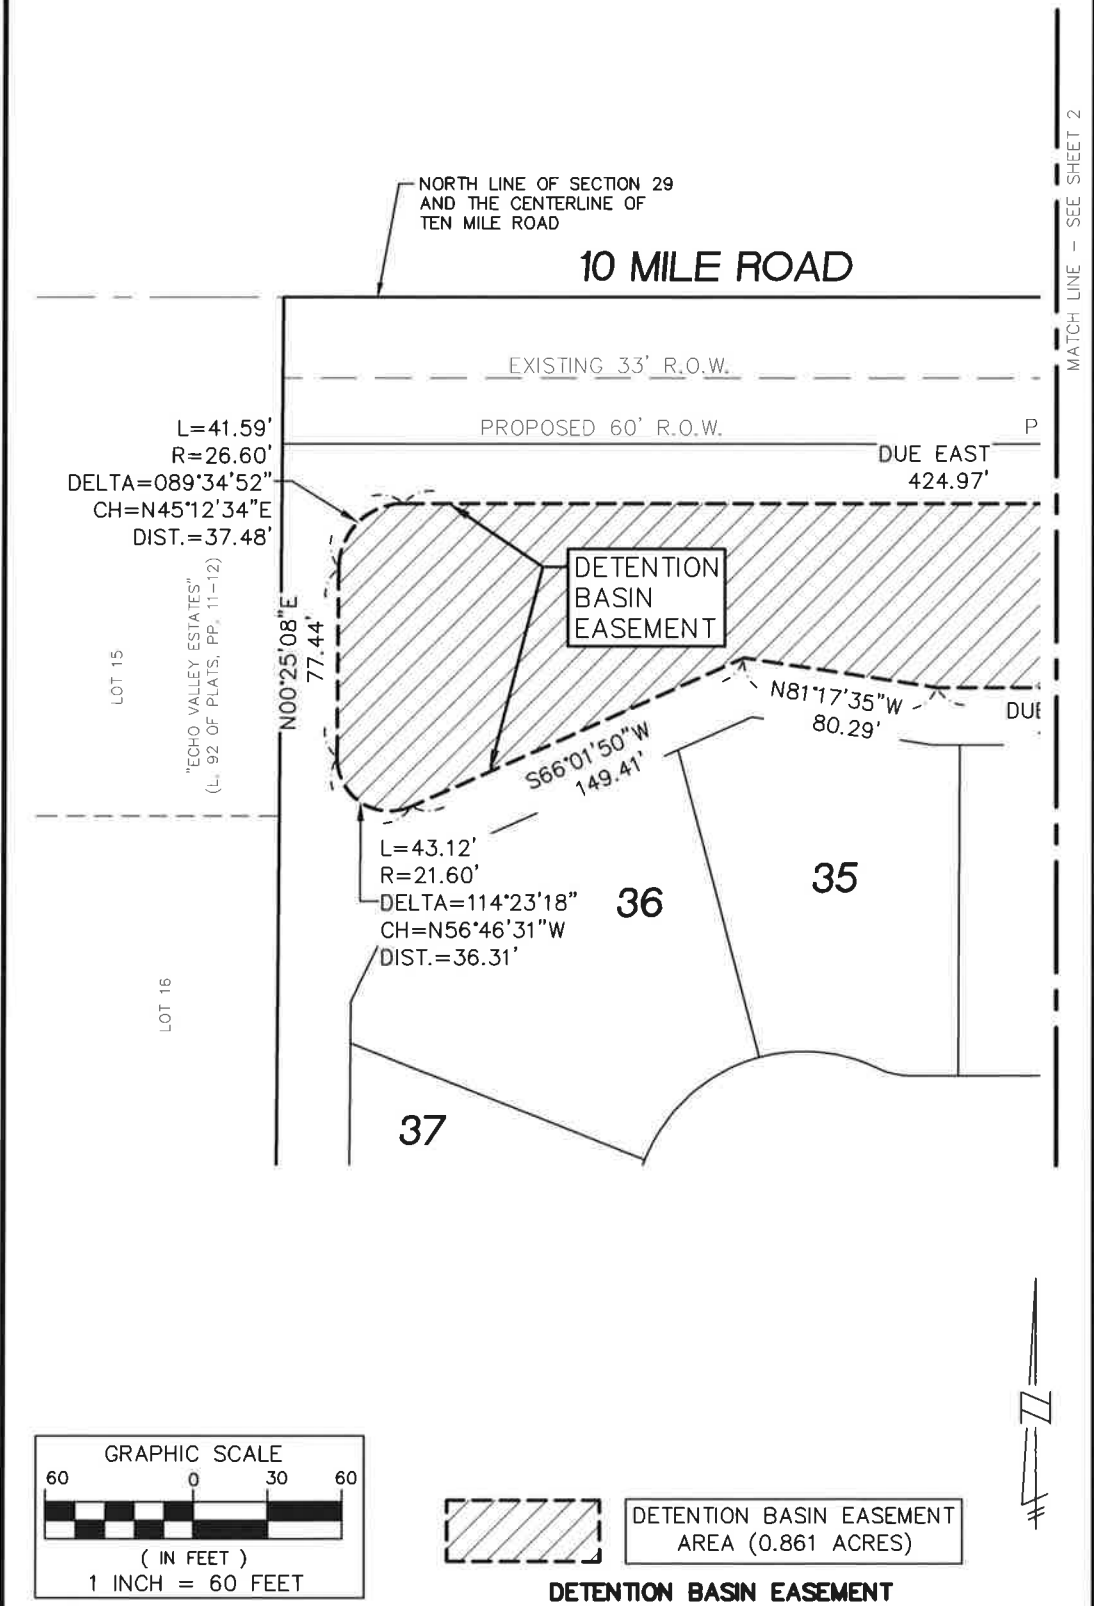 MATCH LINE - SEE SHEET 2
NORTH LINE OF SECTION 29
AND THE CENTERLINE OF
TEN MILE ROAD
10 MILE ROAD
EXISTING 33' R.O.W.
PROPOSED 60' R.O.W.
P
DUE EAST
424.97'
L=41.59'
R=26.60'
DELTA=089°34'52"
CH=N45°12'34"E
DIST.=37.48'
DETENTION
BASIN
EASEMENT
LOT 15
"ECHO VALLEY ESTATES"
(L. 92 OF PLATS, PP. 11-12)
N00°25'08"E
77.44'
N81°17'35"W
80.29'
DUE
S66°01'50"W
149.41'
L=43.12'
R=21.60'
DELTA=114°23'18"
CH=N56°46'31"W
DIST.=36.31'
36
35
LOT 16
37
GRAPHIC SCALE
60 0 30 60
( IN FEET )
1 INCH = 60 FEET
N
DETENTION BASIN EASEMENT
AREA (0.861 ACRES)
DETENTION BASIN EASEMENT